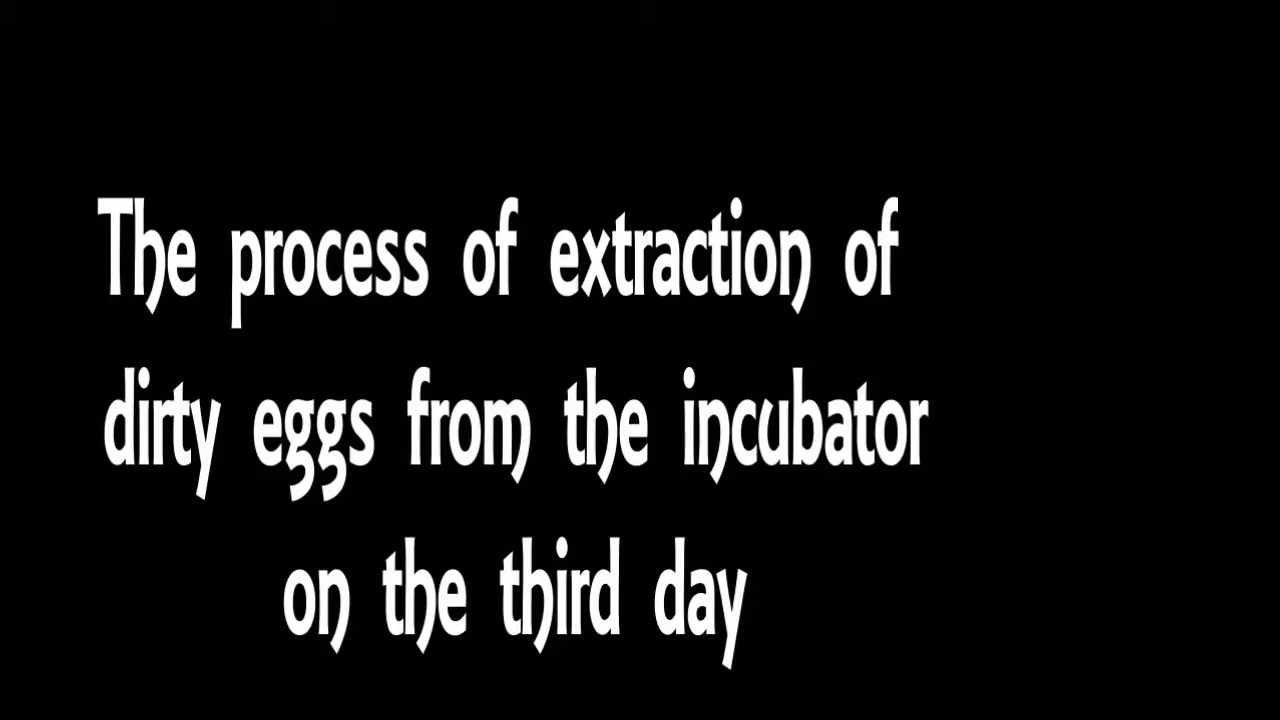 The process of extraction of
dirty eggs from the incubator
on the third day